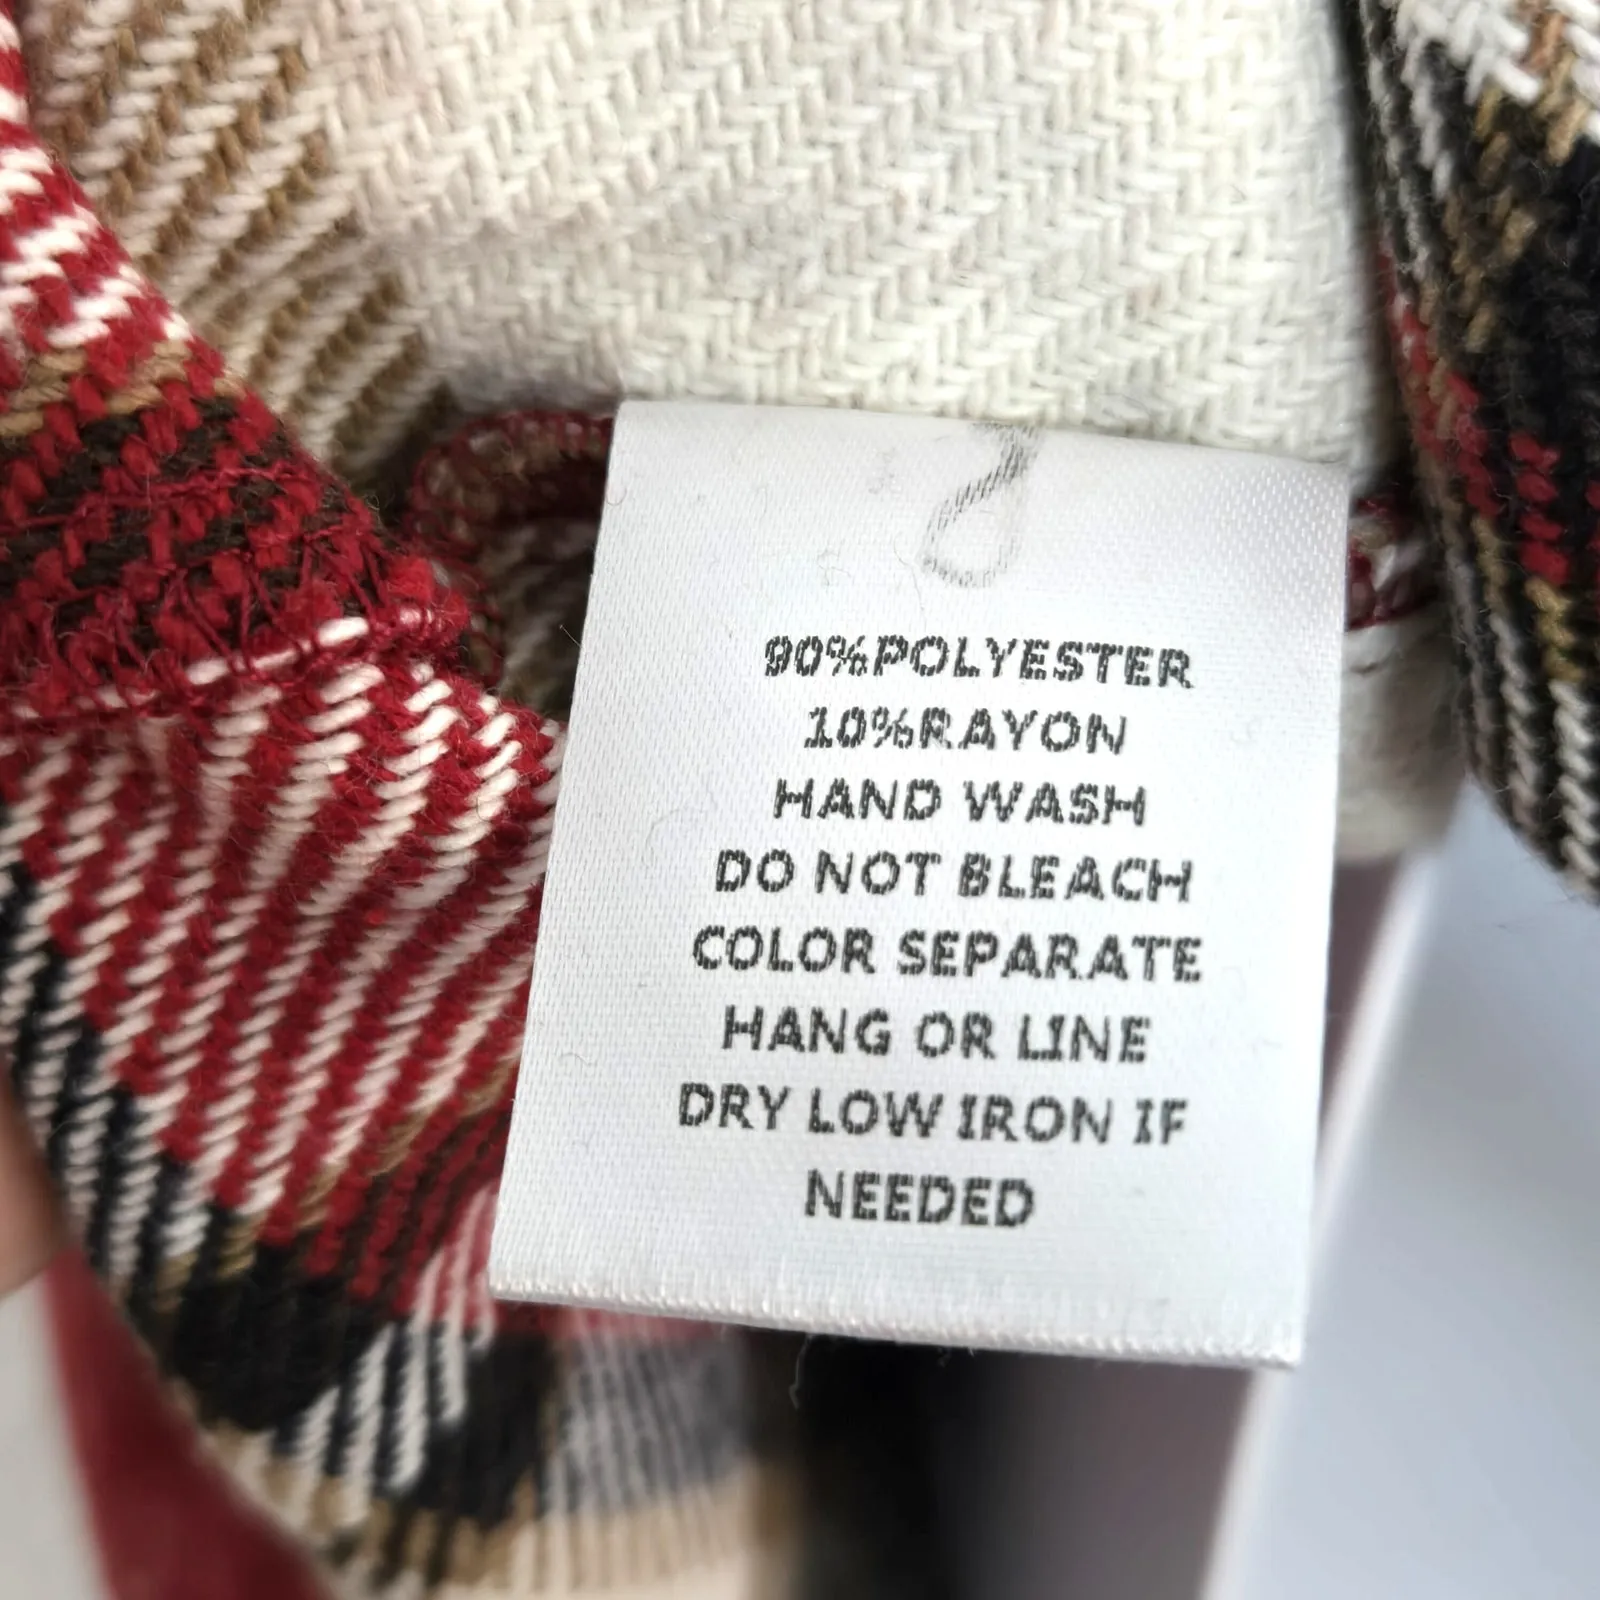 90%POLYESTER
10%RAYON
HAND WASH
DO NOT BLEACH
COLOR SEPARATE
HANG OR LINE
DRY LOW IRON IF
NEEDED